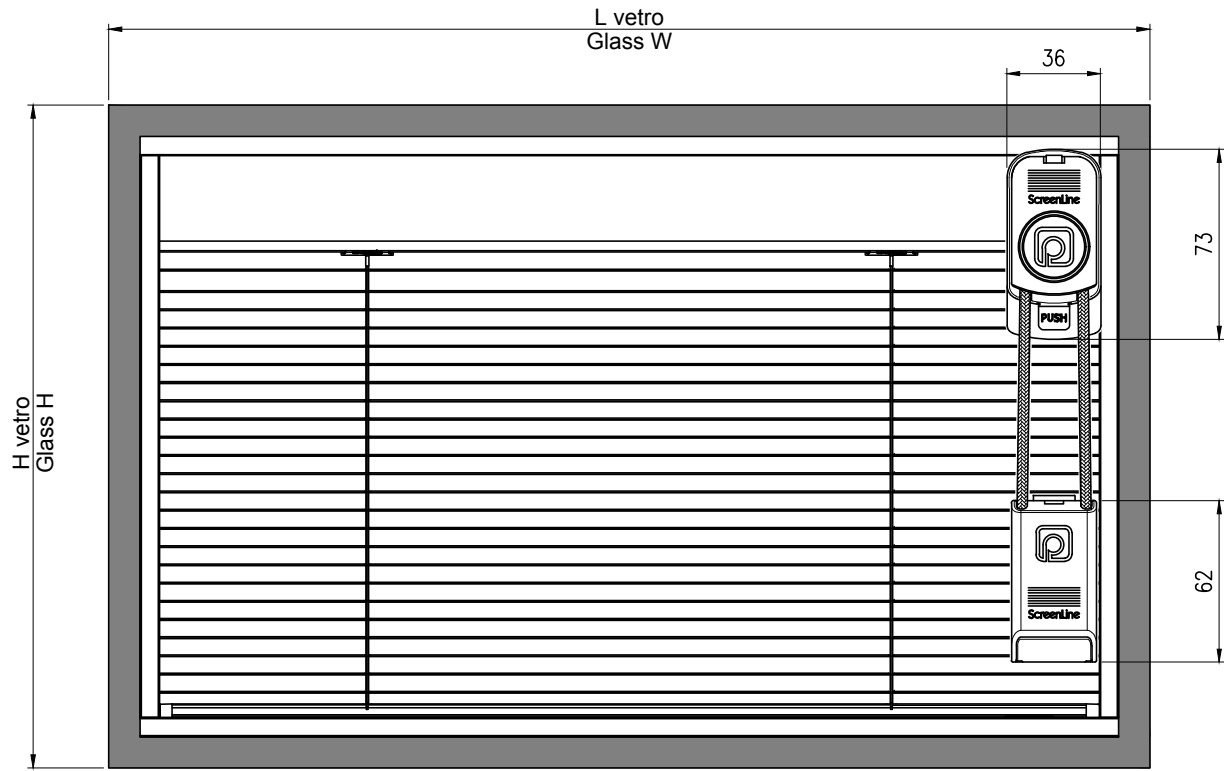 L vetro
Glass W
36
ScreenLine
73
PUSH
H vetro
Glass H
62
ScreenLine